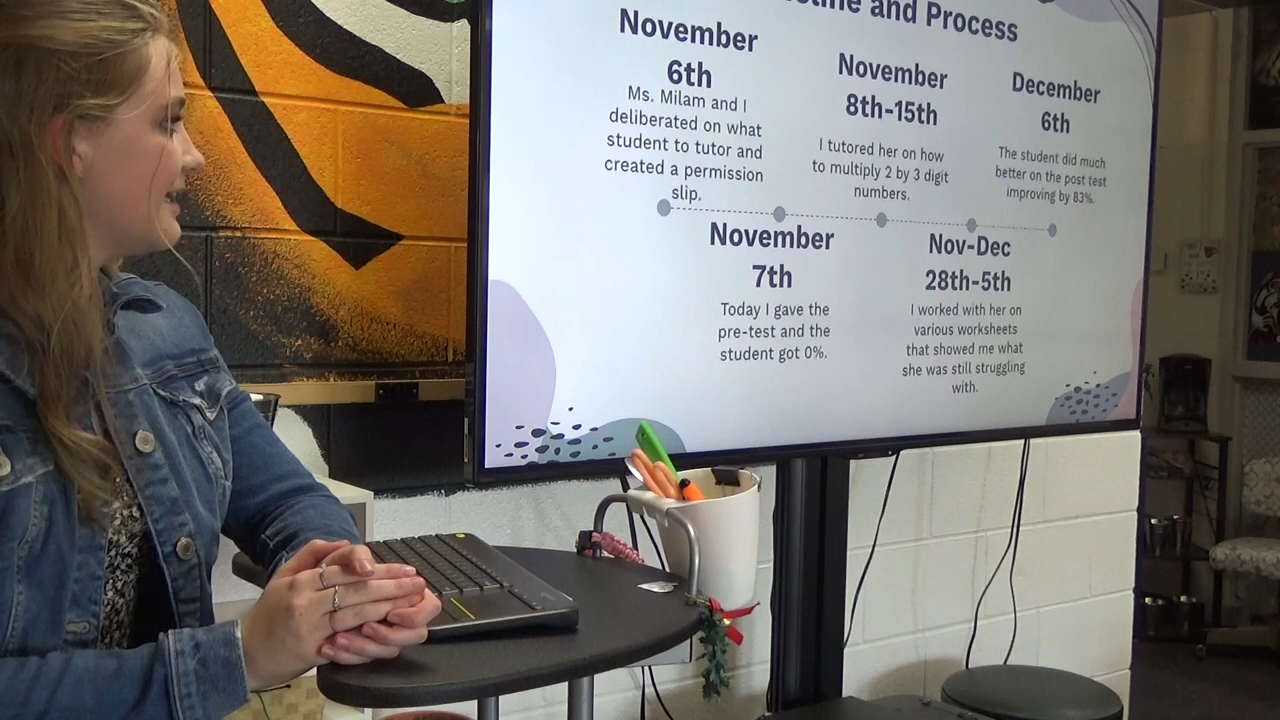 and Process
November
6th
Ms. Milam and I
deliberated on what
student to tutor and
created a permission
slip.
November
7th
Today I gave the
pre-test and the
student got 0%.
November
8th-15th
I tutored her on how
to multiply 2 by 3 digit
numbers.
Nov-Dec
28th-5th
I worked with her on
various worksheets
that showed me what
she was still struggling
with.
December
6th
The student did much
better on the post test
improving by 83%.